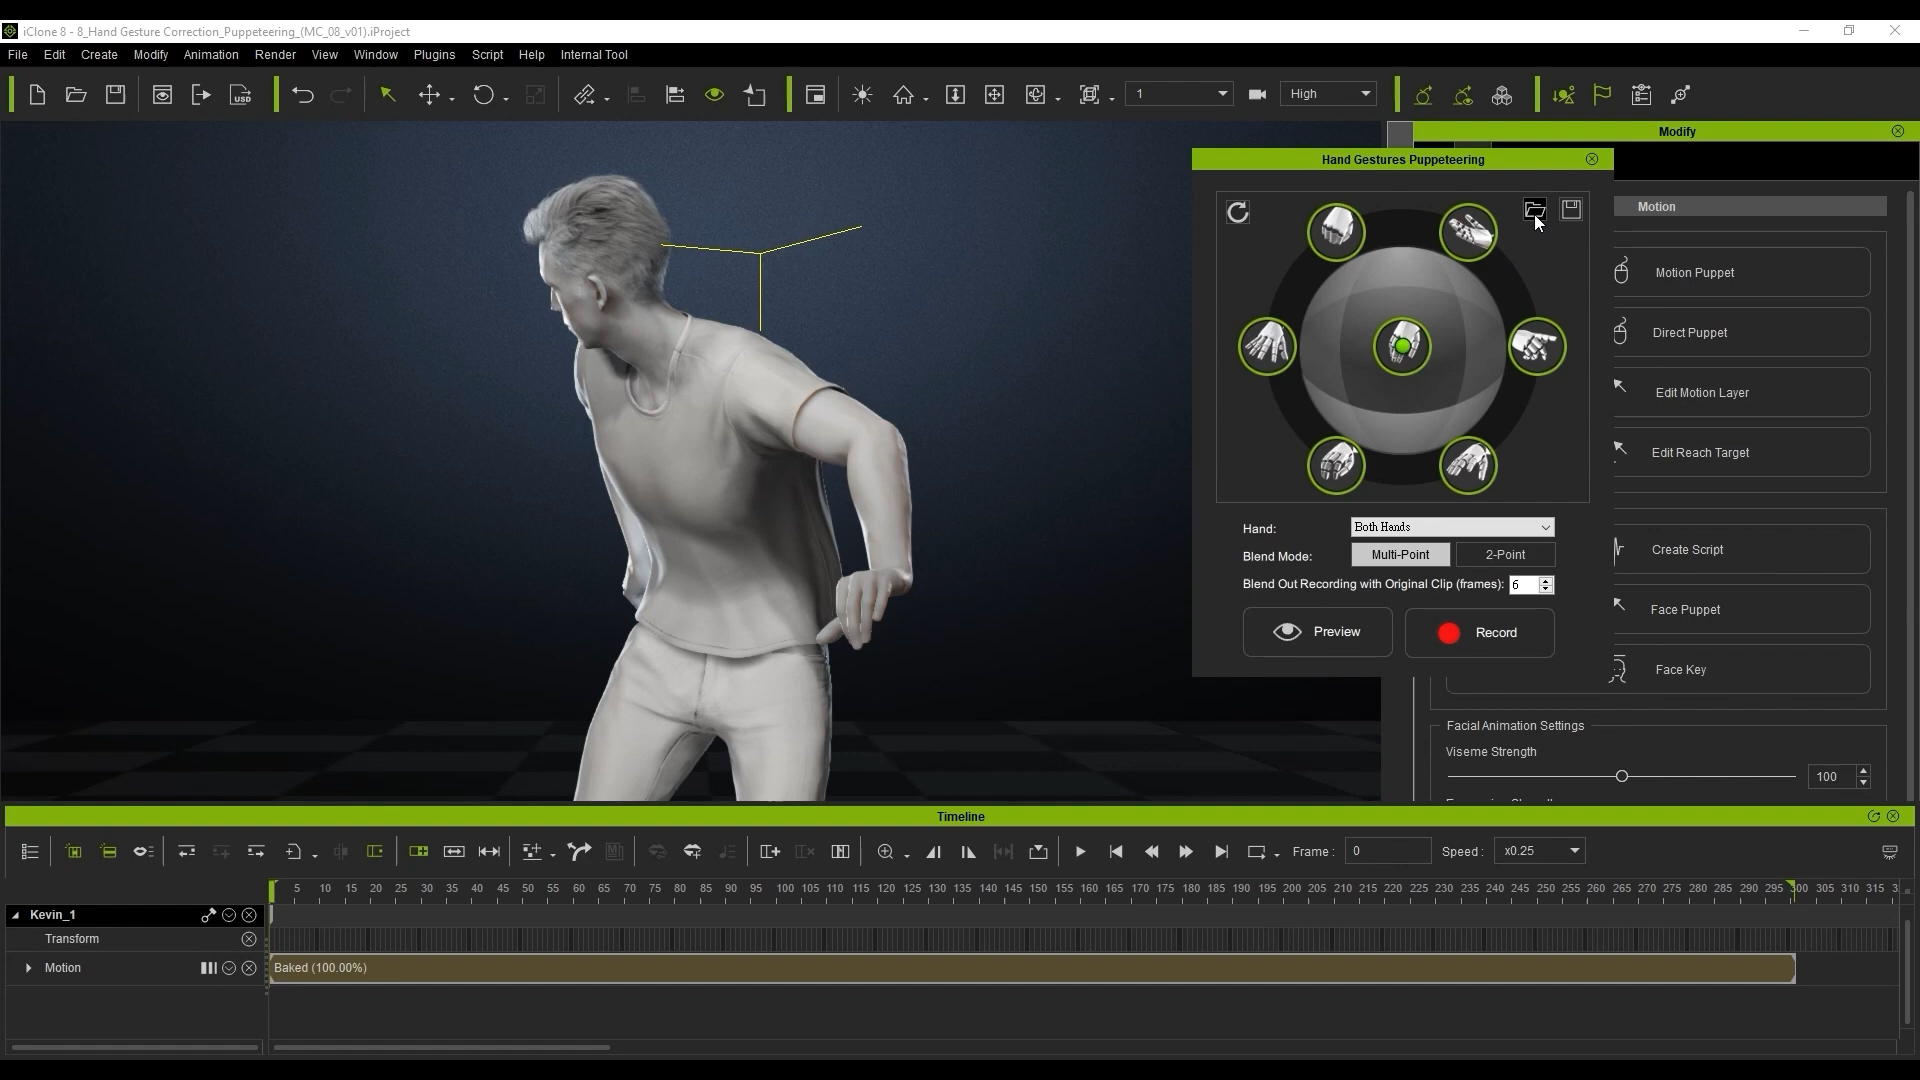 iClone 8 - 8_Hand Gesture Correction_Puppeteering_(MC_08_v01).iProject
File Edit Create Modify Animation Render View Window Plugins Script Help Internal Tool
USD
1
High
Modify
Hand Gestures Puppeteering
Motion
Motion Puppet
Direct Puppet
Edit Motion Layer
Edit Reach Target
Hand: Both Hands
Blend Mode: Multi-Point 2-Point
Blend Out Recording with Original Clip (frames): 6
Preview Record
Create Script
Face Puppet
Face Key
Facial Animation Settings
Viseme Strength
100
Timeline
Frame : 0 Speed : x0.25
5 10 15 20 25 30 35 40 45 50 55 60 65 70 75 80 85 90 95 100 105 110 115 120 125 130 135 140 145 150 155 160 165 170 175 180 185 190 195 200 205 210 215 220 225 230 235 240 245 250 255 260 265 270 275 280 285 290 295 300 305 310 315
Kevin_1
Transform
Motion
Baked (100.00%)